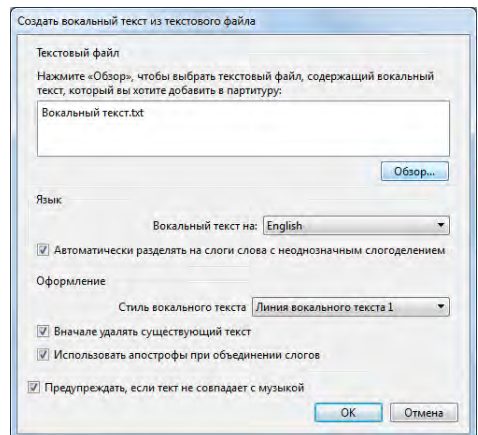 Создать вокальный текст из текстового файла
Текстовый файл
Нажмите «Обзор», чтобы выбрать текстовый файл, содержащий вокальный
текст, который вы хотите добавить в партитуру:
Вокальный текст.txt
Обзор...
Язык
Вокальный текст на: English
Автоматически разделять на слоги слова с неоднозначным слогоделением
Оформление
Стиль вокального текста Линия вокального текста 1
Вначале удалять существующий текст
Использовать апострофы при объединении слогов
Предупреждать, если тект не совпадает с музыкой
OK Отмена